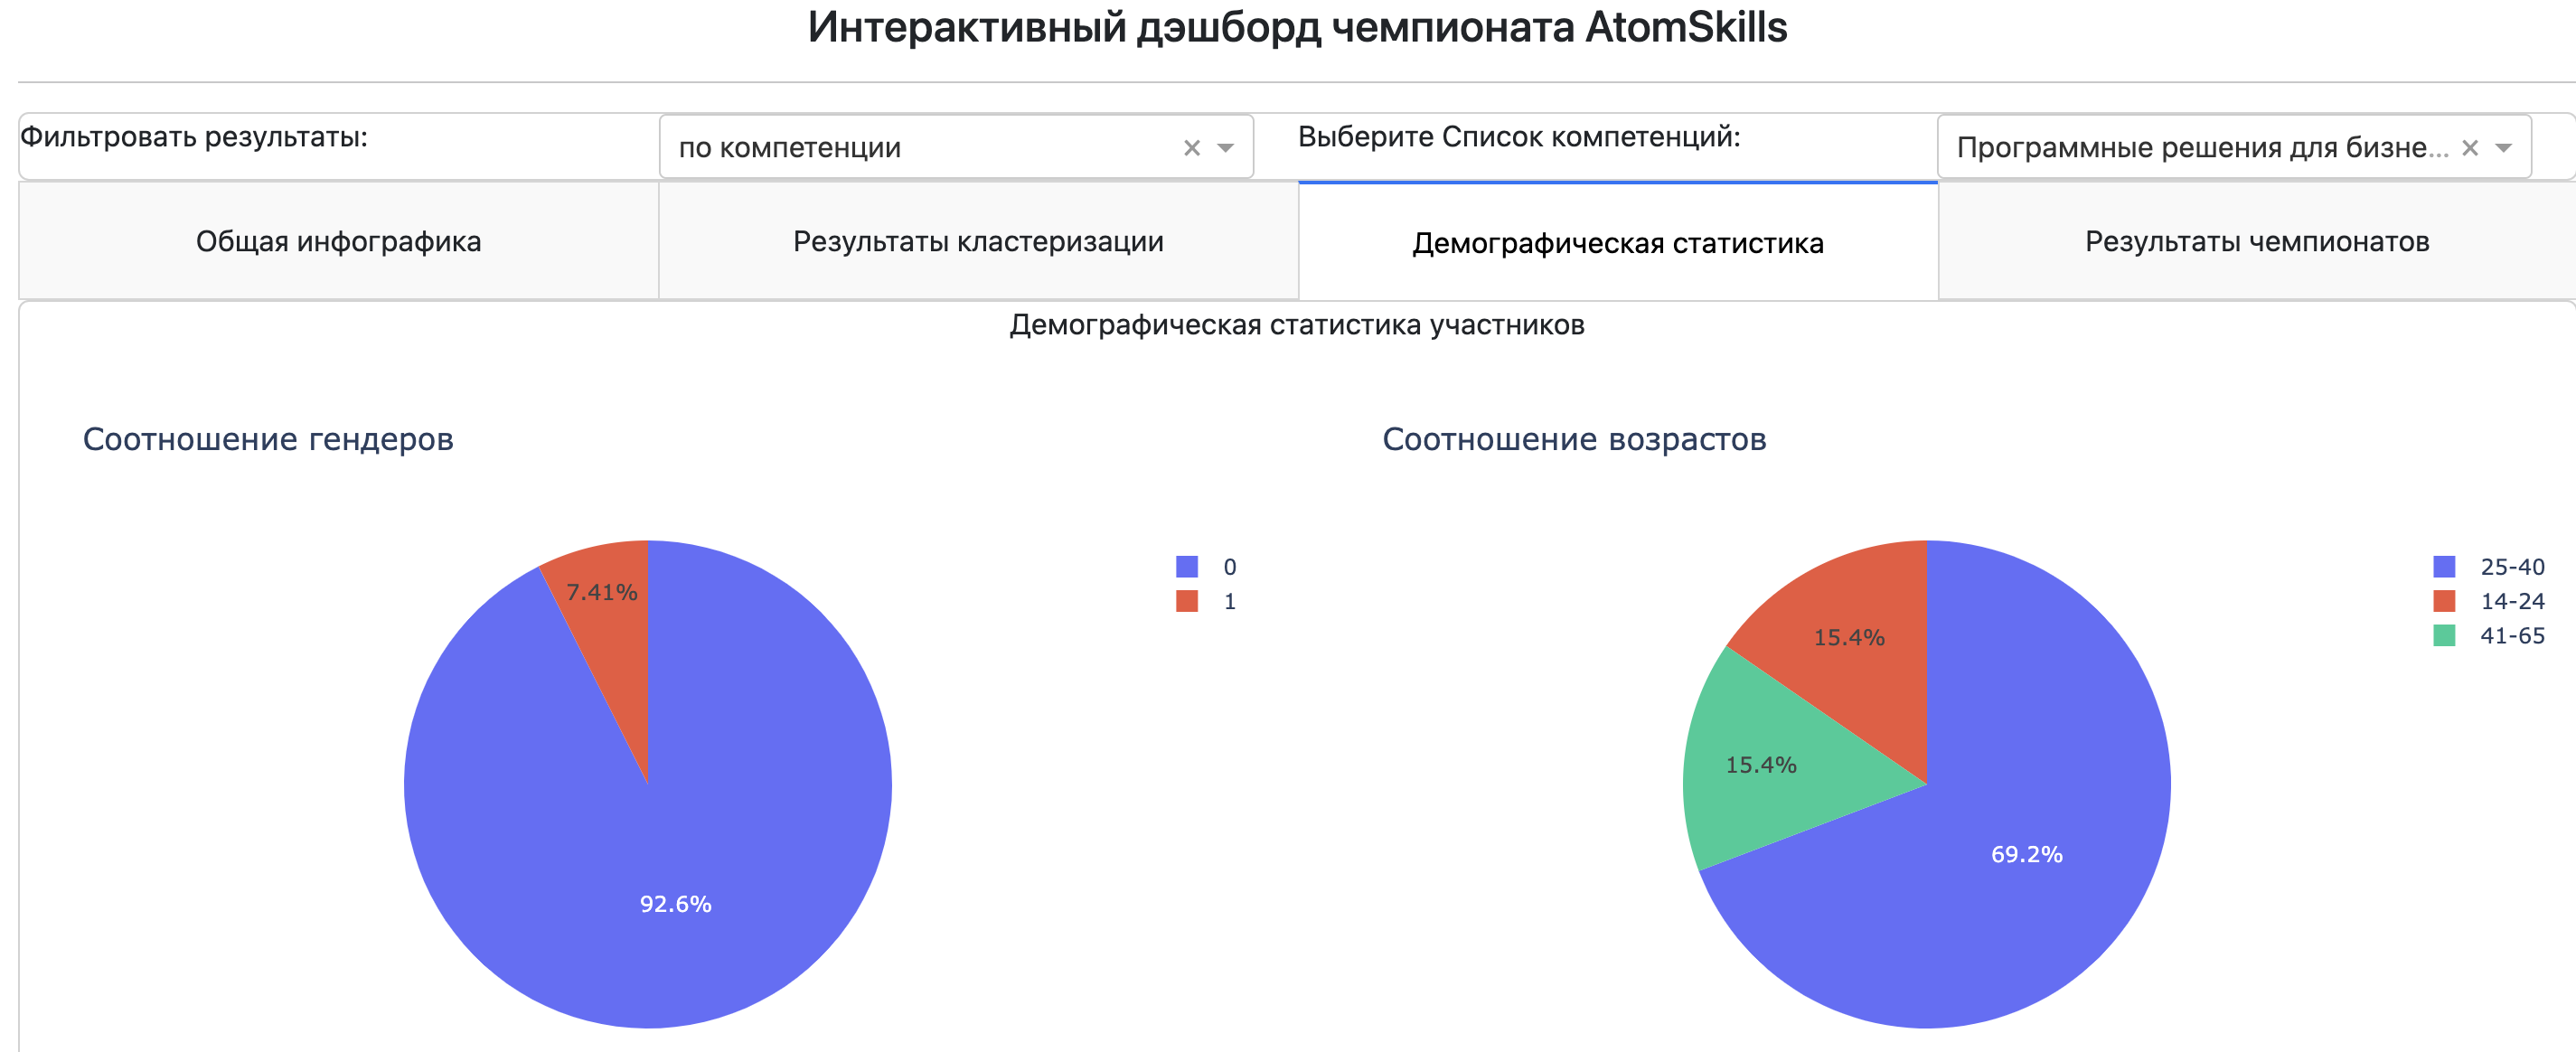 Интерактивный дэшборд чемпионата AtomSkills
Фильтровать результаты:
по компетенции
Выберите Список компетенций:
Программные решения для бизне...
Общая инфографика
Результаты кластеризации
Демографическая статистика
Результаты чемпионатов
Демографическая статистика участников
Соотношение гендеров
7.41%
92.6%
0
1
Соотношение возрастов
15.4%
15.4%
69.2%
25-40
14-24
41-65